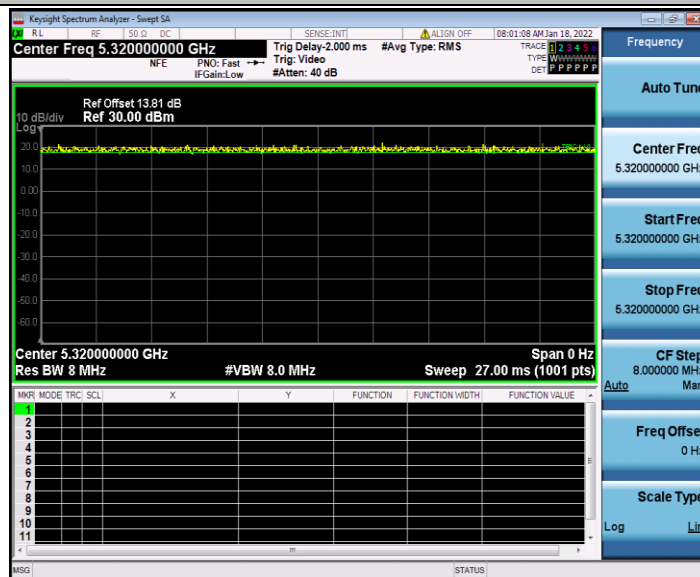 Keysight Spectrum Analyzer - Swept SA
RL RF 50 Ω DC SENSE:INT ALIGN OFF 08:01:08 AM Jan 18, 2022
Center Freq 5.320000000 GHz
NFE PNO: Fast IFGain:Low
Trig Delay-2.000 ms #Avg Type: RMS
Trig: Video
#Atten: 40 dB
TRACE 1 2 3 4 5 6
TYPE WWWWWW
DET P P P P P P
Ref Offset 13.81 dB
10 dB/div Ref 30.00 dBm
Log
20.0
10.0
0.00
-10.0
-20.0
-30.0
-40.0
-50.0
-60.0
Center 5.320000000 GHz Span 0 Hz
Res BW 8 MHz #VBW 8.0 MHz Sweep 27.00 ms (1001 pts)
MKR MODE TRC SCL X Y FUNCTION FUNCTION WIDTH FUNCTION VALUE
1
2
3
4
5
6
7
8
9
10
11
MSG STATUS
Frequency
Auto Tune
Center Freq
5.320000000 GHz
Start Freq
5.320000000 GHz
Stop Freq
5.320000000 GHz
CF Step
8.000000 MHz
Auto Man
Freq Offset
0 Hz
Scale Type
Log Lin